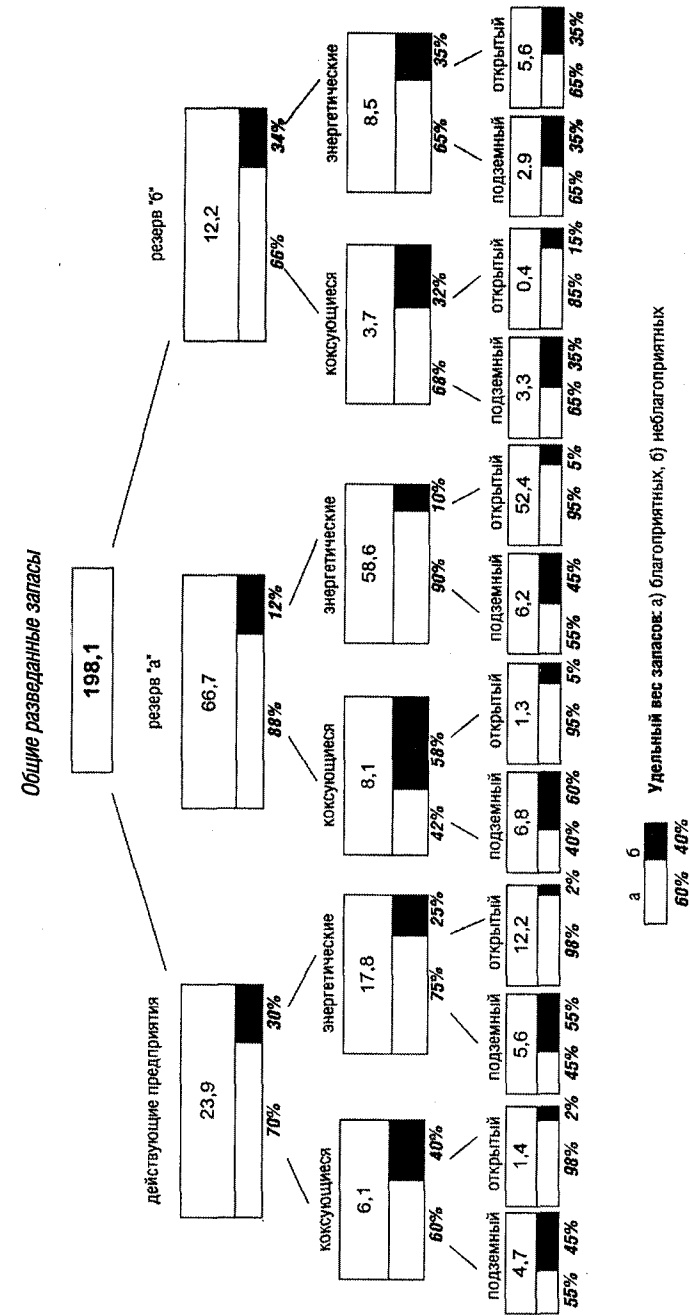 Общие разведанные запасы
198,1
действующие предприятия резерв "а" резерв "б"
23,9 66,7 12,2
70% 30% 88% 12% 66% 34%
коксующиеся энергетические коксующиеся энергетические коксующиеся энергетические
6,1 17,8 8,1 58,6 3,7 8,5
60% 40% 75% 25% 42% 58% 90% 10% 68% 32% 65% 35%
подземный открытый подземный открытый подземный открытый подземный открытый подземный открытый подземный открытый
4,7 1,4 5,6 12,2 6,8 1,3 6,2 52,4 3,3 0,4 2,9 5,6
55% 45% 98% 2% 45% 55% 98% 2% 40% 60% 95% 5% 55% 45% 95% 5% 65% 35% 85% 15% 65% 35% 65% 35%
а б
Удельный вес запасов: а) благоприятных, б) неблагоприятных
60% 40%